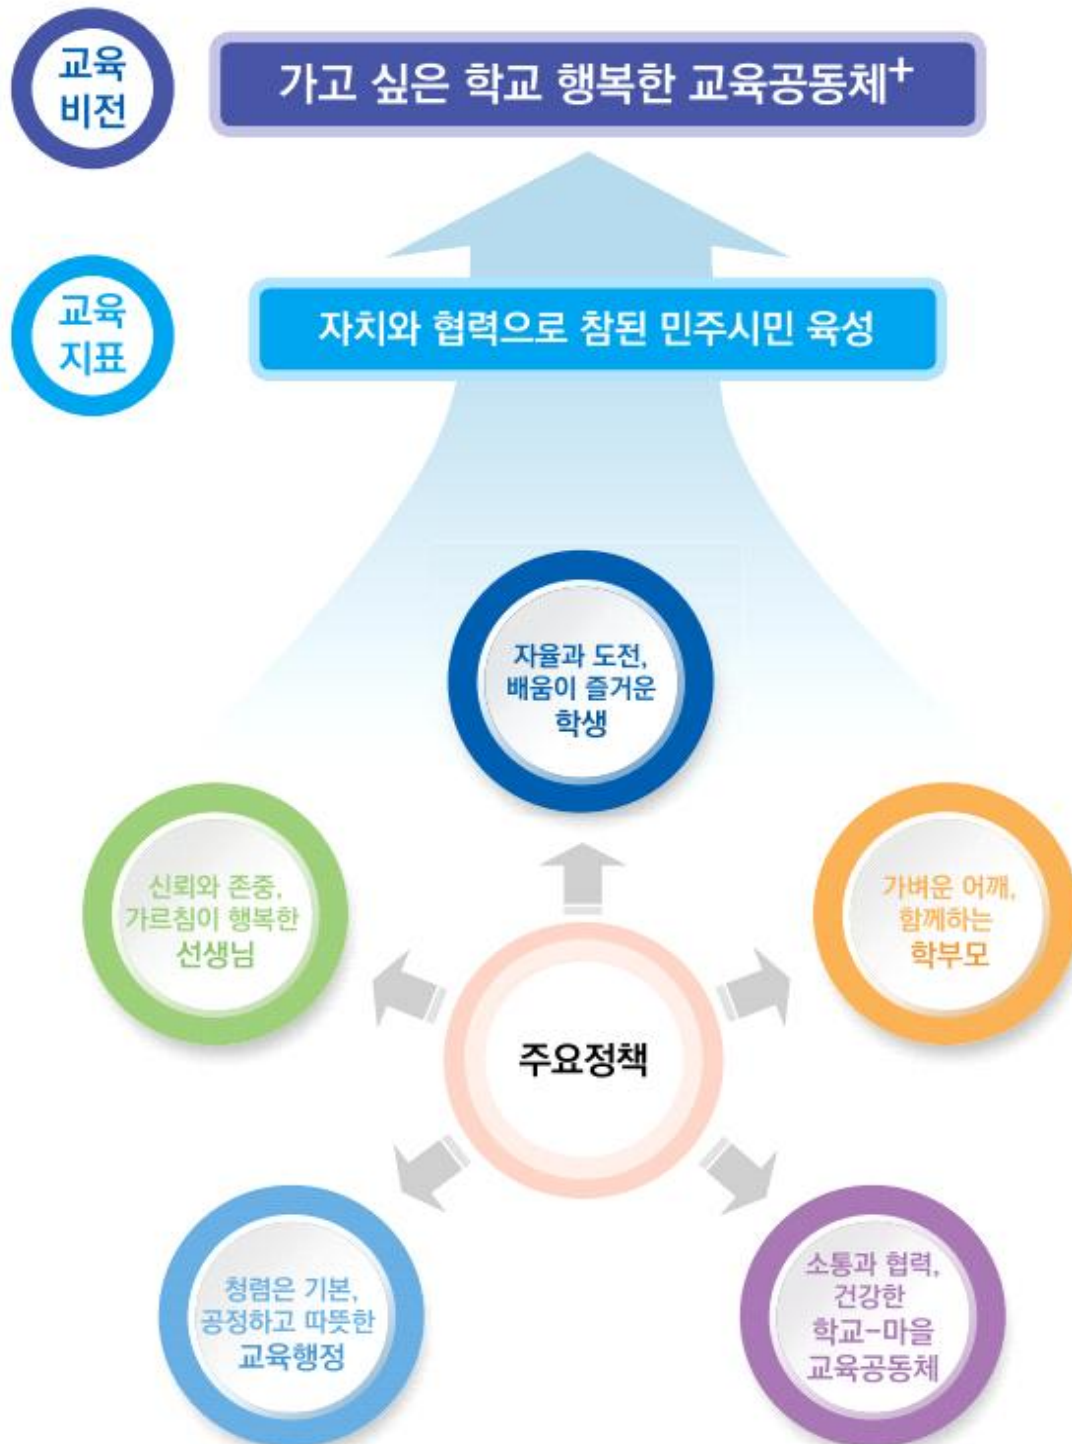 교육
비전
가고 싶은 학교 행복한 교육공동체+
교육
지표
자치와 협력으로 참된 민주시민 육성
자율과 도전,
배움이 즐거운
학생
신뢰와 존중,
가르침이 행복한
선생님
가벼운 어깨,
함께하는
학부모
주요정책
청렴은 기본,
공정하고 따뜻한
교육행정
소통과 협력,
건강한
학교-마을
교육공동체